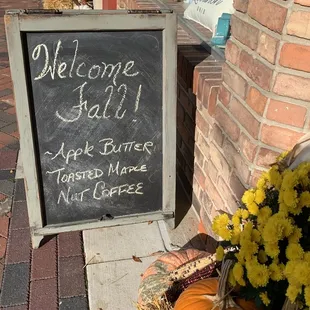 Welcome
Fall!
~Apple Butter
Toasted Maple
Nut Coffee